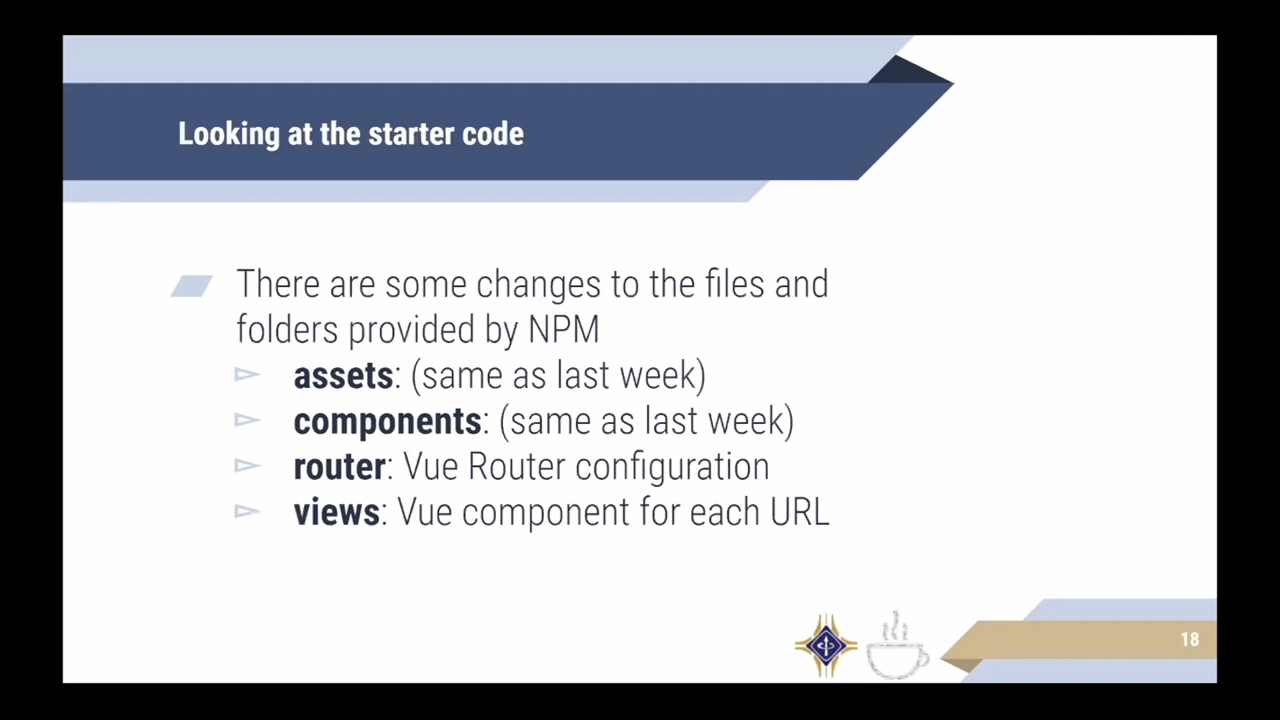 Looking at the starter code
There are some changes to the files and
folders provided by NPM
assets: (same as last week)
components: (same as last week)
router: Vue Router configuration
views: Vue component for each URL
18